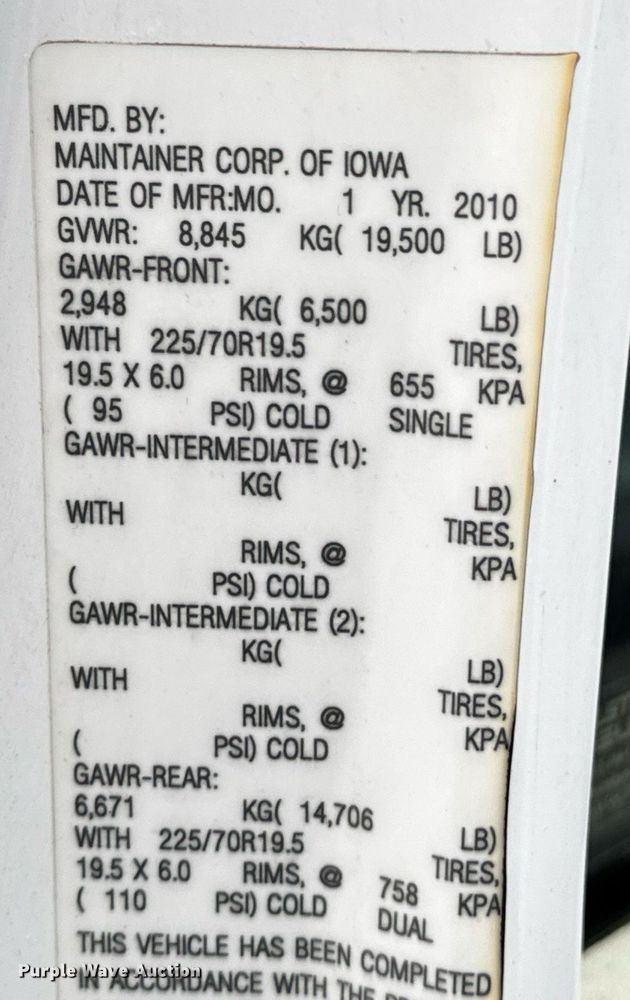 MFD. BY:
MAINTAINER CORP. OF IOWA
DATE OF MFR:MO. 1 YR. 2010
GVWR: 8,845 KG( 19,500 LB)
GAWR-FRONT:
2,948 KG( 6,500 LB)
WITH 225/70R19.5 TIRES,
19.5 X 6.0 RIMS, @ 655 KPA
( 95 PSI) COLD SINGLE
GAWR-INTERMEDIATE (1):
KG( LB)
WITH TIRES,
RIMS, @ KPA
( PSI) COLD
GAWR-INTERMEDIATE (2):
KG( LB)
WITH TIRES,
RIMS, @ KPA
( PSI) COLD
GAWR-REAR:
6,671 KG( 14,706 LB)
WITH 225/70R19.5 TIRES,
19.5 X 6.0 RIMS, @ 758 KPA
( 110 PSI) COLD DUAL
THIS VEHICLE HAS BEEN COMPLETED
IN ACCORDANCE WITH THE
Purple Wave Auction